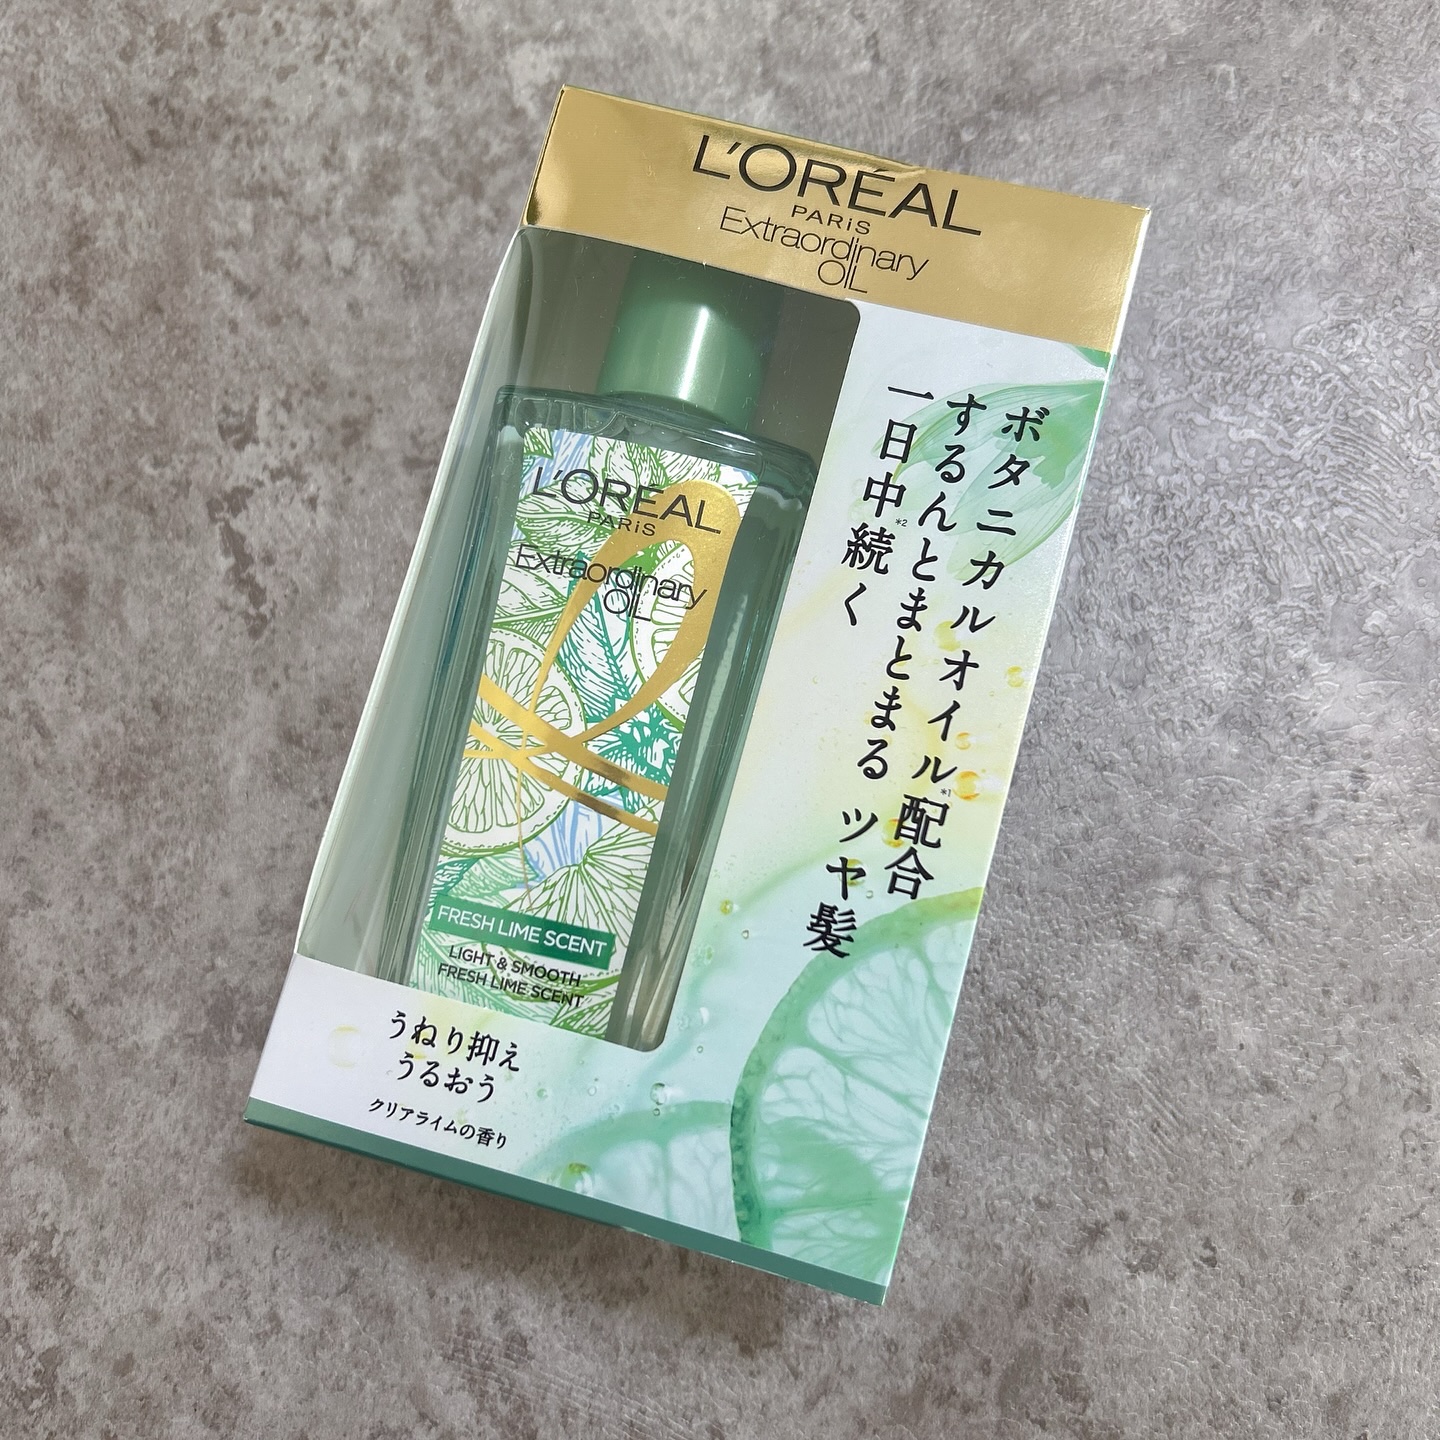 L'ORÉAL
PARIS
Extraordinary
OIL
ボタニカルオイル*1配合
するんとまとまる ツヤ髪
一日中*2続く
L'ORÉAL
PARIS
Extraordinary
OIL
FRESH LIME SCENT
LIGHT & SMOOTH
FRESH LIME SCENT
うねり抑え
うるおう
クリアライムの香り